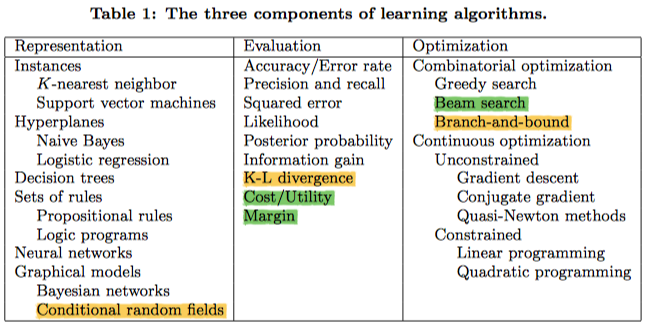 Table 1: The three components of learning algorithms.
Representation Evaluation Optimization
Instances Accuracy/Error rate Combinatorial optimization
K-nearest neighbor Precision and recall Greedy search
Support vector machines Squared error Beam search
Hyperplanes Likelihood Branch-and-bound
Naive Bayes Posterior probability Continuous optimization
Logistic regression Information gain Unconstrained
Decision trees K-L divergence Gradient descent
Sets of rules Cost/Utility Conjugate gradient
Propositional rules Margin Quasi-Newton methods
Logic programs Constrained
Neural networks Linear programming
Graphical models Quadratic programming
Bayesian networks
Conditional random fields